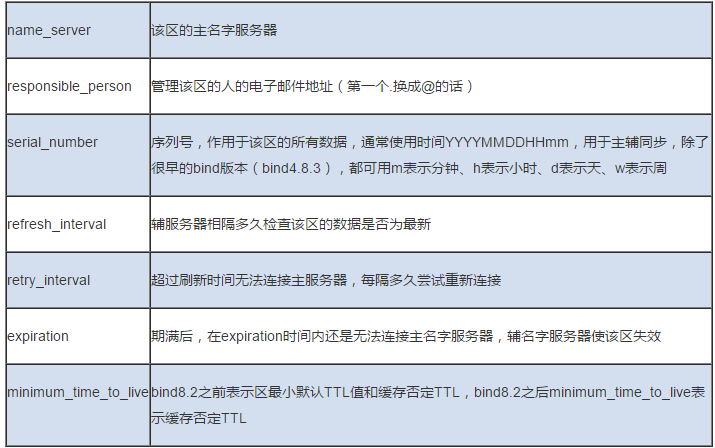 name_server 该区的主名字服务器
responsible_person 管理该区的人的电子邮件地址（第一个.换成@的话）
serial_number 序列号，作用于该区的所有数据，通常使用时间YYYYMMDDHHmm，用于主辅同步，除了
很早的bind版本（bind4.8.3），都可用m表示分钟、h表示小时、d表示天、w表示周
refresh_interval 辅服务器相隔多久检查该区的数据是否为最新
retry_interval 超过刷新时间无法连接主服务器，每隔多久尝试重新连接
expiration 期满后，在expiration时间内还是无法连接主名字服务器，辅名字服务器使该区失效
minimum_time_to_live bind8.2之前表示区最小默认TTL值和缓存否定TTL，bind8.2之后minimum_time_to_live表
示缓存否定TTL